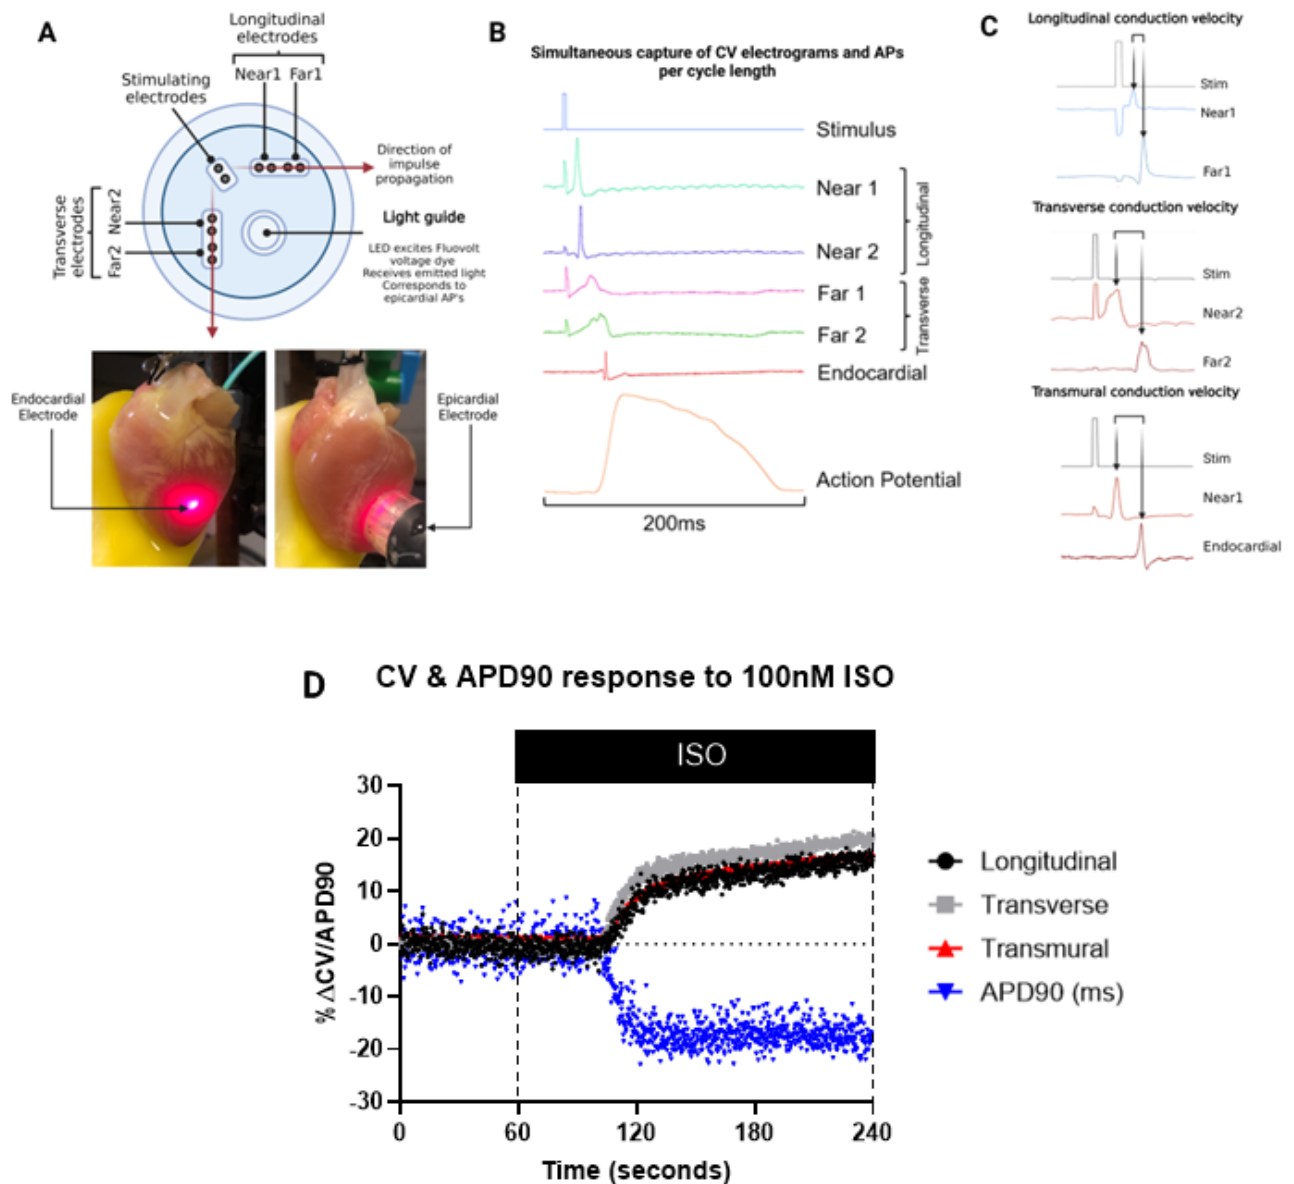 A
Longitudinal
electrodes
Near1 Far1
Stimulating
electrodes
Direction of
impulse
propagation
Transverse
electrodes
Near2
Far2
Light guide
LED excites Fluovolt
voltage dye
Receives emitted light
Corresponds to
epicardial AP's
Endocardial
Electrode
Epicardial
Electrode
B
Simultaneous capture of CV electrograms and APs
per cycle length
Stimulus
Near 1
Near 2
Longitudinal
Far 1
Far 2
Transverse
Endocardial
Action Potential
200ms
C
Longitudinal conduction velocity
Stim
Near1
Far1
Transverse conduction velocity
Stim
Near2
Far2
Transmural conduction velocity
Stim
Near1
Endocardial
D
CV & APD90 response to 100nM ISO
ISO
% ΔCV/APD90
30
20
10
0
-10
-20
-30
0 60 120 180 240
Time (seconds)
Longitudinal
Transverse
Transmural
APD90 (ms)